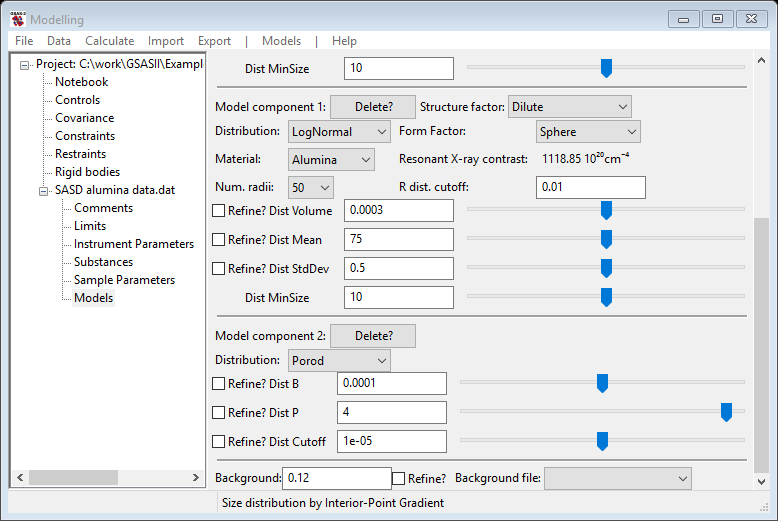 GSAS-II
Modelling
File Data Calculate Import Export | Models | Help
Project: C:\work\GSASII\Exampl
Notebook
Controls
Covariance
Constraints
Restraints
Rigid bodies
SASD alumina data.dat
Comments
Limits
Instrument Parameters
Substances
Sample Parameters
Models
Dist MinSize 10
Model component 1: Delete? Structure factor: Dilute
Distribution: LogNormal Form Factor: Sphere
Material: Alumina Resonant X-ray contrast: 1118.85 10²⁰cm⁻⁴
Num. radii: 50 R dist. cutoff: 0.01
Refine? Dist Volume 0.0003
Refine? Dist Mean 75
Refine? Dist StdDev 0.5
Dist MinSize 10
Model component 2: Delete?
Distribution: Porod
Refine? Dist B 0.0001
Refine? Dist P 4
Refine? Dist Cutoff 1e-05
Background: 0.12 Refine? Background file:
Size distribution by Interior-Point Gradient